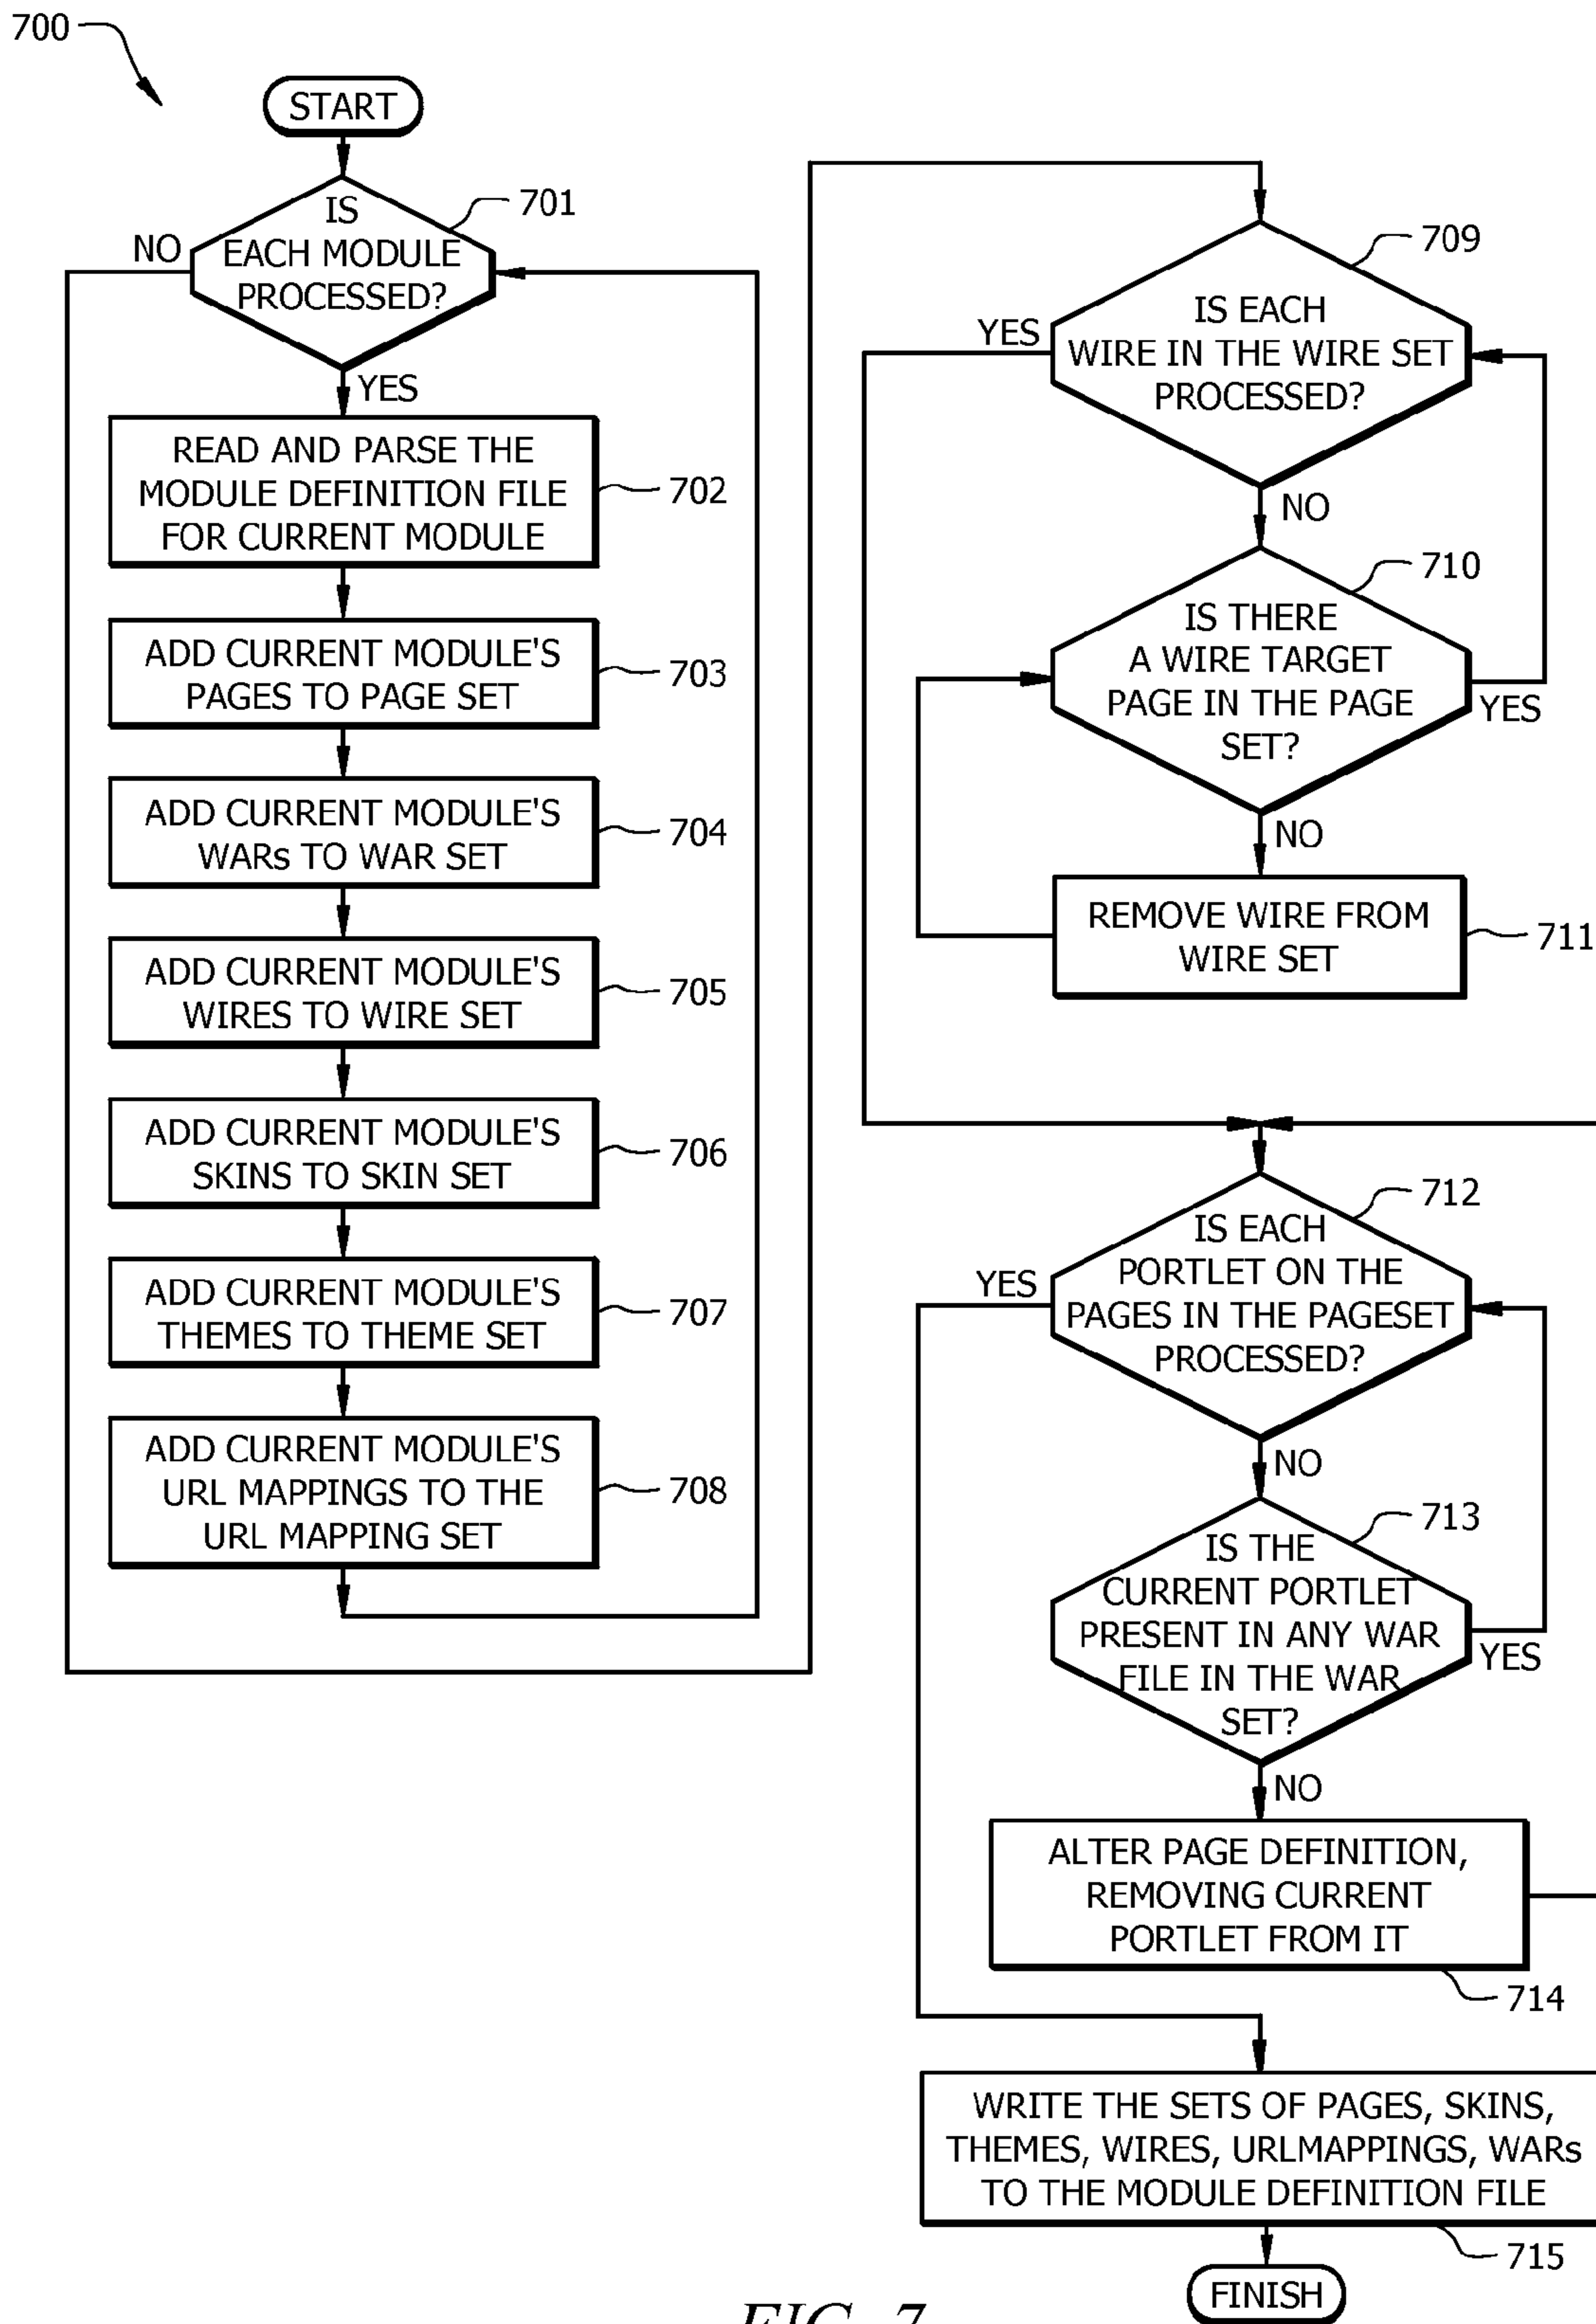 700
START
701
IS
EACH MODULE
PROCESSED?
NO
YES
READ AND PARSE THE
MODULE DEFINITION FILE
FOR CURRENT MODULE
702
ADD CURRENT MODULE'S
PAGES TO PAGE SET
703
ADD CURRENT MODULE'S
WARs TO WAR SET
704
ADD CURRENT MODULE'S
WIRES TO WIRE SET
705
ADD CURRENT MODULE'S
SKINS TO SKIN SET
706
ADD CURRENT MODULE'S
THEMES TO THEME SET
707
ADD CURRENT MODULE'S
URL MAPPINGS TO THE
URL MAPPING SET
708
709
IS EACH
WIRE IN THE WIRE SET
PROCESSED?
YES
NO
710
IS THERE
A WIRE TARGET
PAGE IN THE PAGE
SET?
YES
NO
REMOVE WIRE FROM
WIRE SET
711
712
IS EACH
PORTLET ON THE
PAGES IN THE PAGESET
PROCESSED?
YES
NO
713
IS THE
CURRENT PORTLET
PRESENT IN ANY WAR
FILE IN THE WAR
SET?
YES
NO
ALTER PAGE DEFINITION,
REMOVING CURRENT
PORTLET FROM IT
714
WRITE THE SETS OF PAGES, SKINS,
THEMES, WIRES, URLMAPPINGS, WARs
TO THE MODULE DEFINITION FILE
715
FINISH
FIG. 7